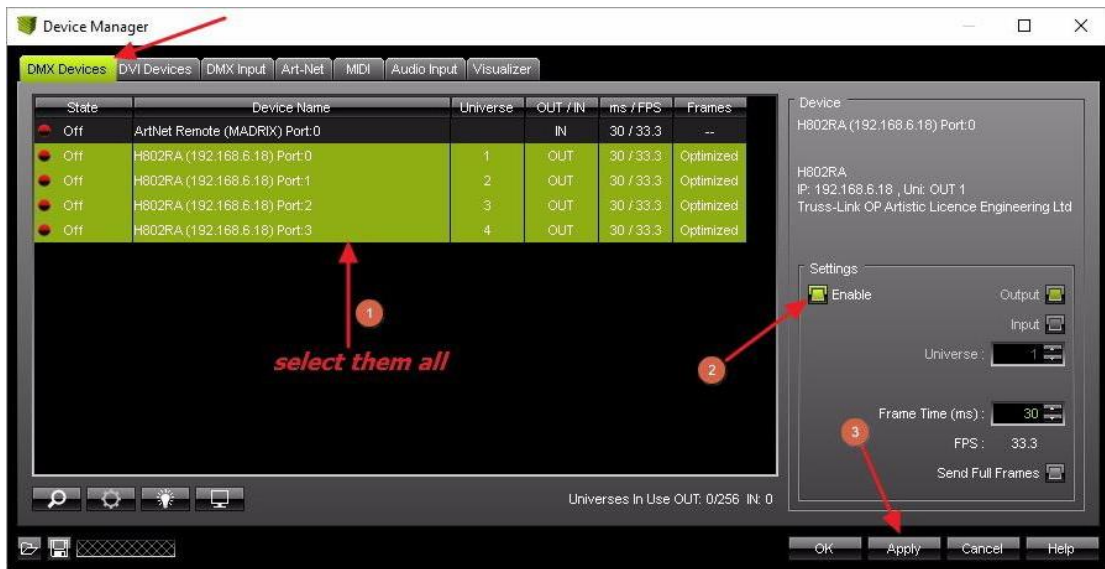 Device Manager
DMX Devices DVI Devices DMX Input Art-Net MIDI Audio Input Visualizer
State Device Name Universe OUT / IN ms / FPS Frames
Off ArtNet Remote (MADRIX) Port:0 IN 30 / 33.3 --
Off H802RA (192.168.6.18) Port:0 1 OUT 30 / 33.3 Optimized
Off H802RA (192.168.6.18) Port:1 2 OUT 30 / 33.3 Optimized
Off H802RA (192.168.6.18) Port:2 3 OUT 30 / 33.3 Optimized
Off H802RA (192.168.6.18) Port:3 4 OUT 30 / 33.3 Optimized
1
select them all
Universes In Use OUT: 0/256 IN: 0
Device
H802RA (192.168.6.18) Port:0
H802RA
IP: 192.168.6.18 , Uni: OUT 1
Truss-Link OP Artistic Licence Engineering Ltd
Settings
Enable Output
Input
2
Universe : 1
Frame Time (ms) : 30
3
FPS : 33.3
Send Full Frames
OK Apply Cancel Help